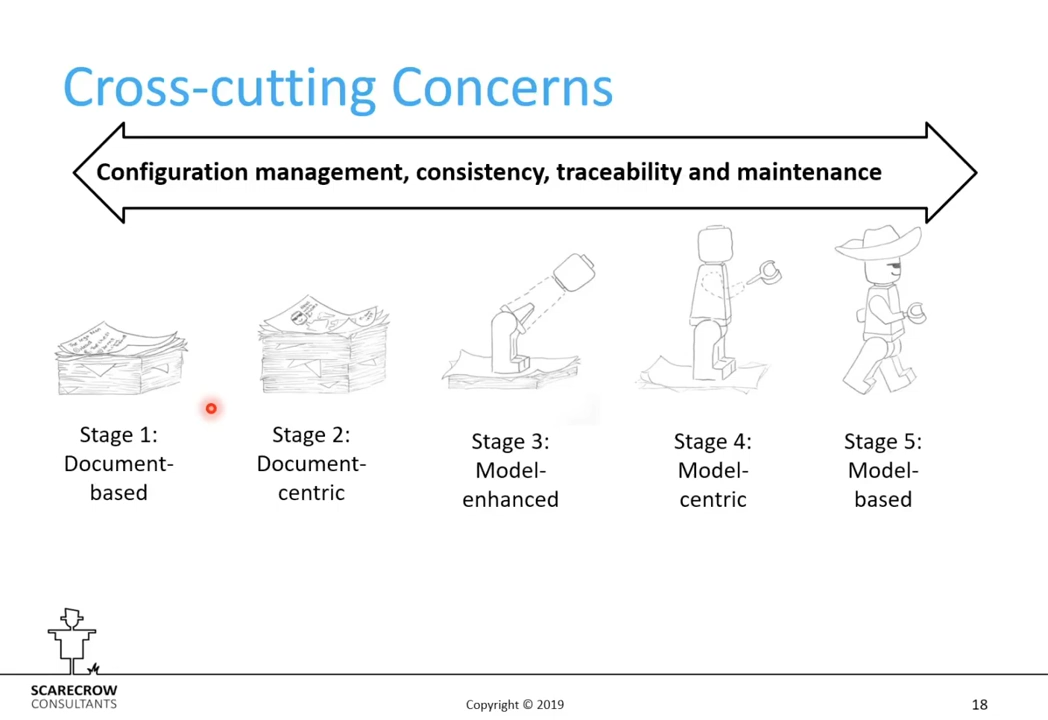 Cross-cutting Concerns
Configuration management, consistency, traceability and maintenance
Stage 1:
Document-
based
Stage 2:
Document-
centric
Stage 3:
Model-
enhanced
Stage 4:
Model-
centric
Stage 5:
Model-
based
SCARECROW
CONSULTANTS
Copyright © 2019
18